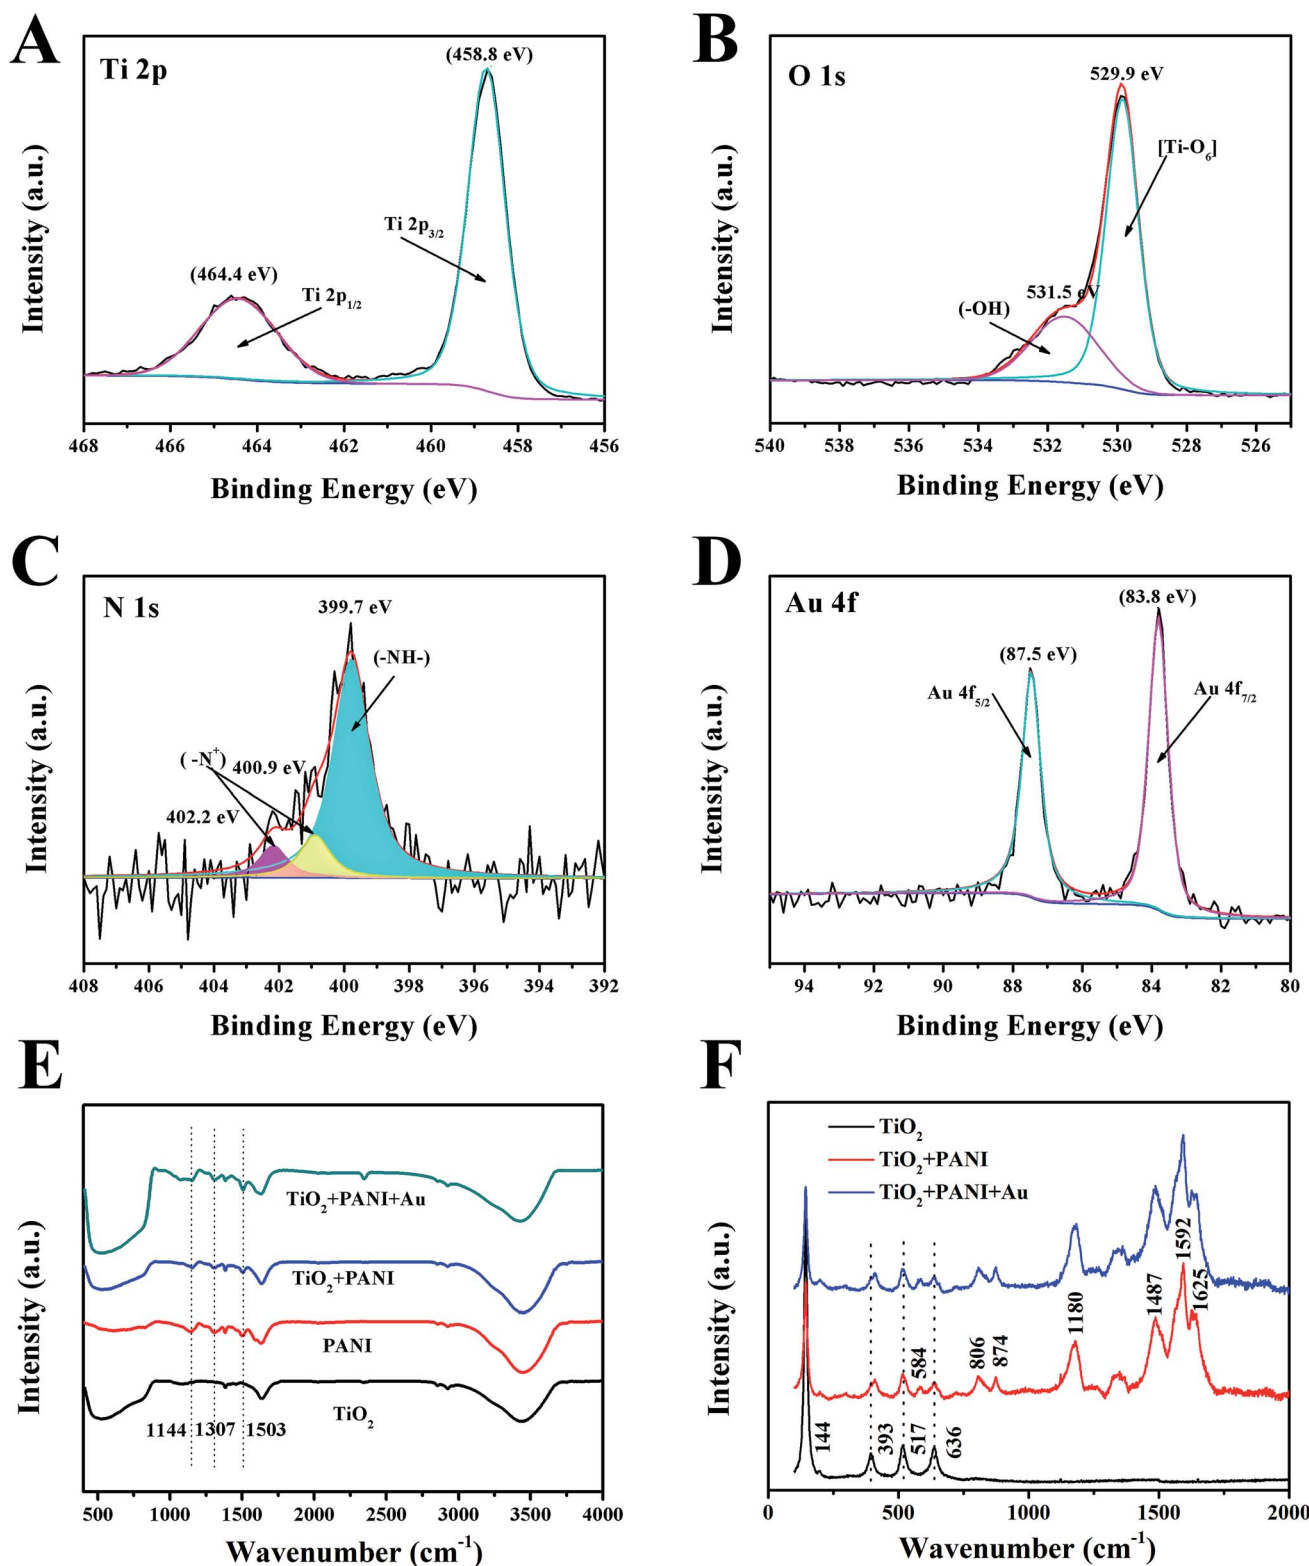 A
Ti 2p
(458.8 eV)
Ti 2p3/2
(464.4 eV)
Ti 2p1/2
Intensity (a.u.)
468 466 464 462 460 458 456
Binding Energy (eV)
B
O 1s
529.9 eV
[Ti-O6]
531.5 eV
(-OH)
Intensity (a.u.)
540 538 536 534 532 530 528 526
Binding Energy (eV)
C
N 1s
399.7 eV
(-NH-)
( -N+)
400.9 eV
402.2 eV
Intensity (a.u.)
408 406 404 402 400 398 396 394 392
Binding Energy (eV)
D
Au 4f
(83.8 eV)
(87.5 eV)
Au 4f5/2
Au 4f7/2
Intensity (a.u.)
94 92 90 88 86 84 82 80
Binding Energy (eV)
E
TiO2+PANI+Au
TiO2+PANI
PANI
TiO2
1144 1307 1503
Intensity (a.u.)
500 1000 1500 2000 2500 3000 3500 4000
Wavenumber (cm-1)
F
TiO2
TiO2+PANI
TiO2+PANI+Au
144 393 517 584 636 806 874 1180 1487 1592 1625
Intensity (a.u.)
0 500 1000 1500 2000
Wavenumber (cm-1)